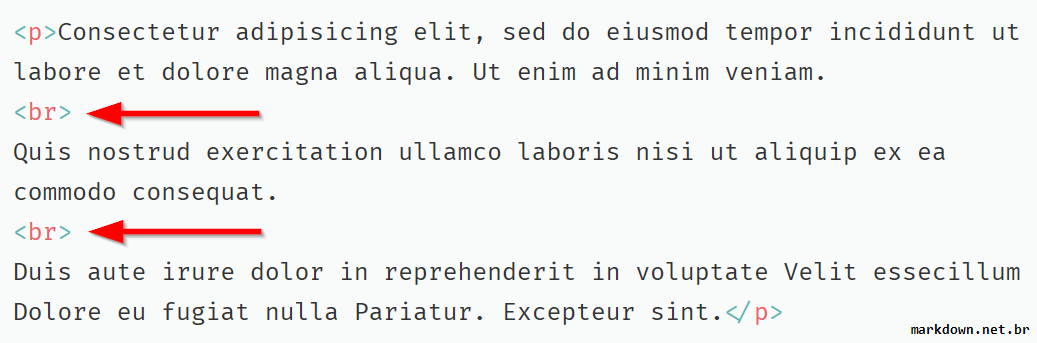 <p>Consectetur adipisicing elit, sed do eiusmod tempor incididunt ut
labore et dolore magna aliqua. Ut enim ad minim veniam.
<br>
Quis nostrud exercitation ullamco laboris nisi ut aliquip ex ea
commodo consequat.
<br>
Duis aute irure dolor in reprehenderit in voluptate Velit essecillum
Dolore eu fugiat nulla Pariatur. Excepteur sint.</p>
markdown.net.br